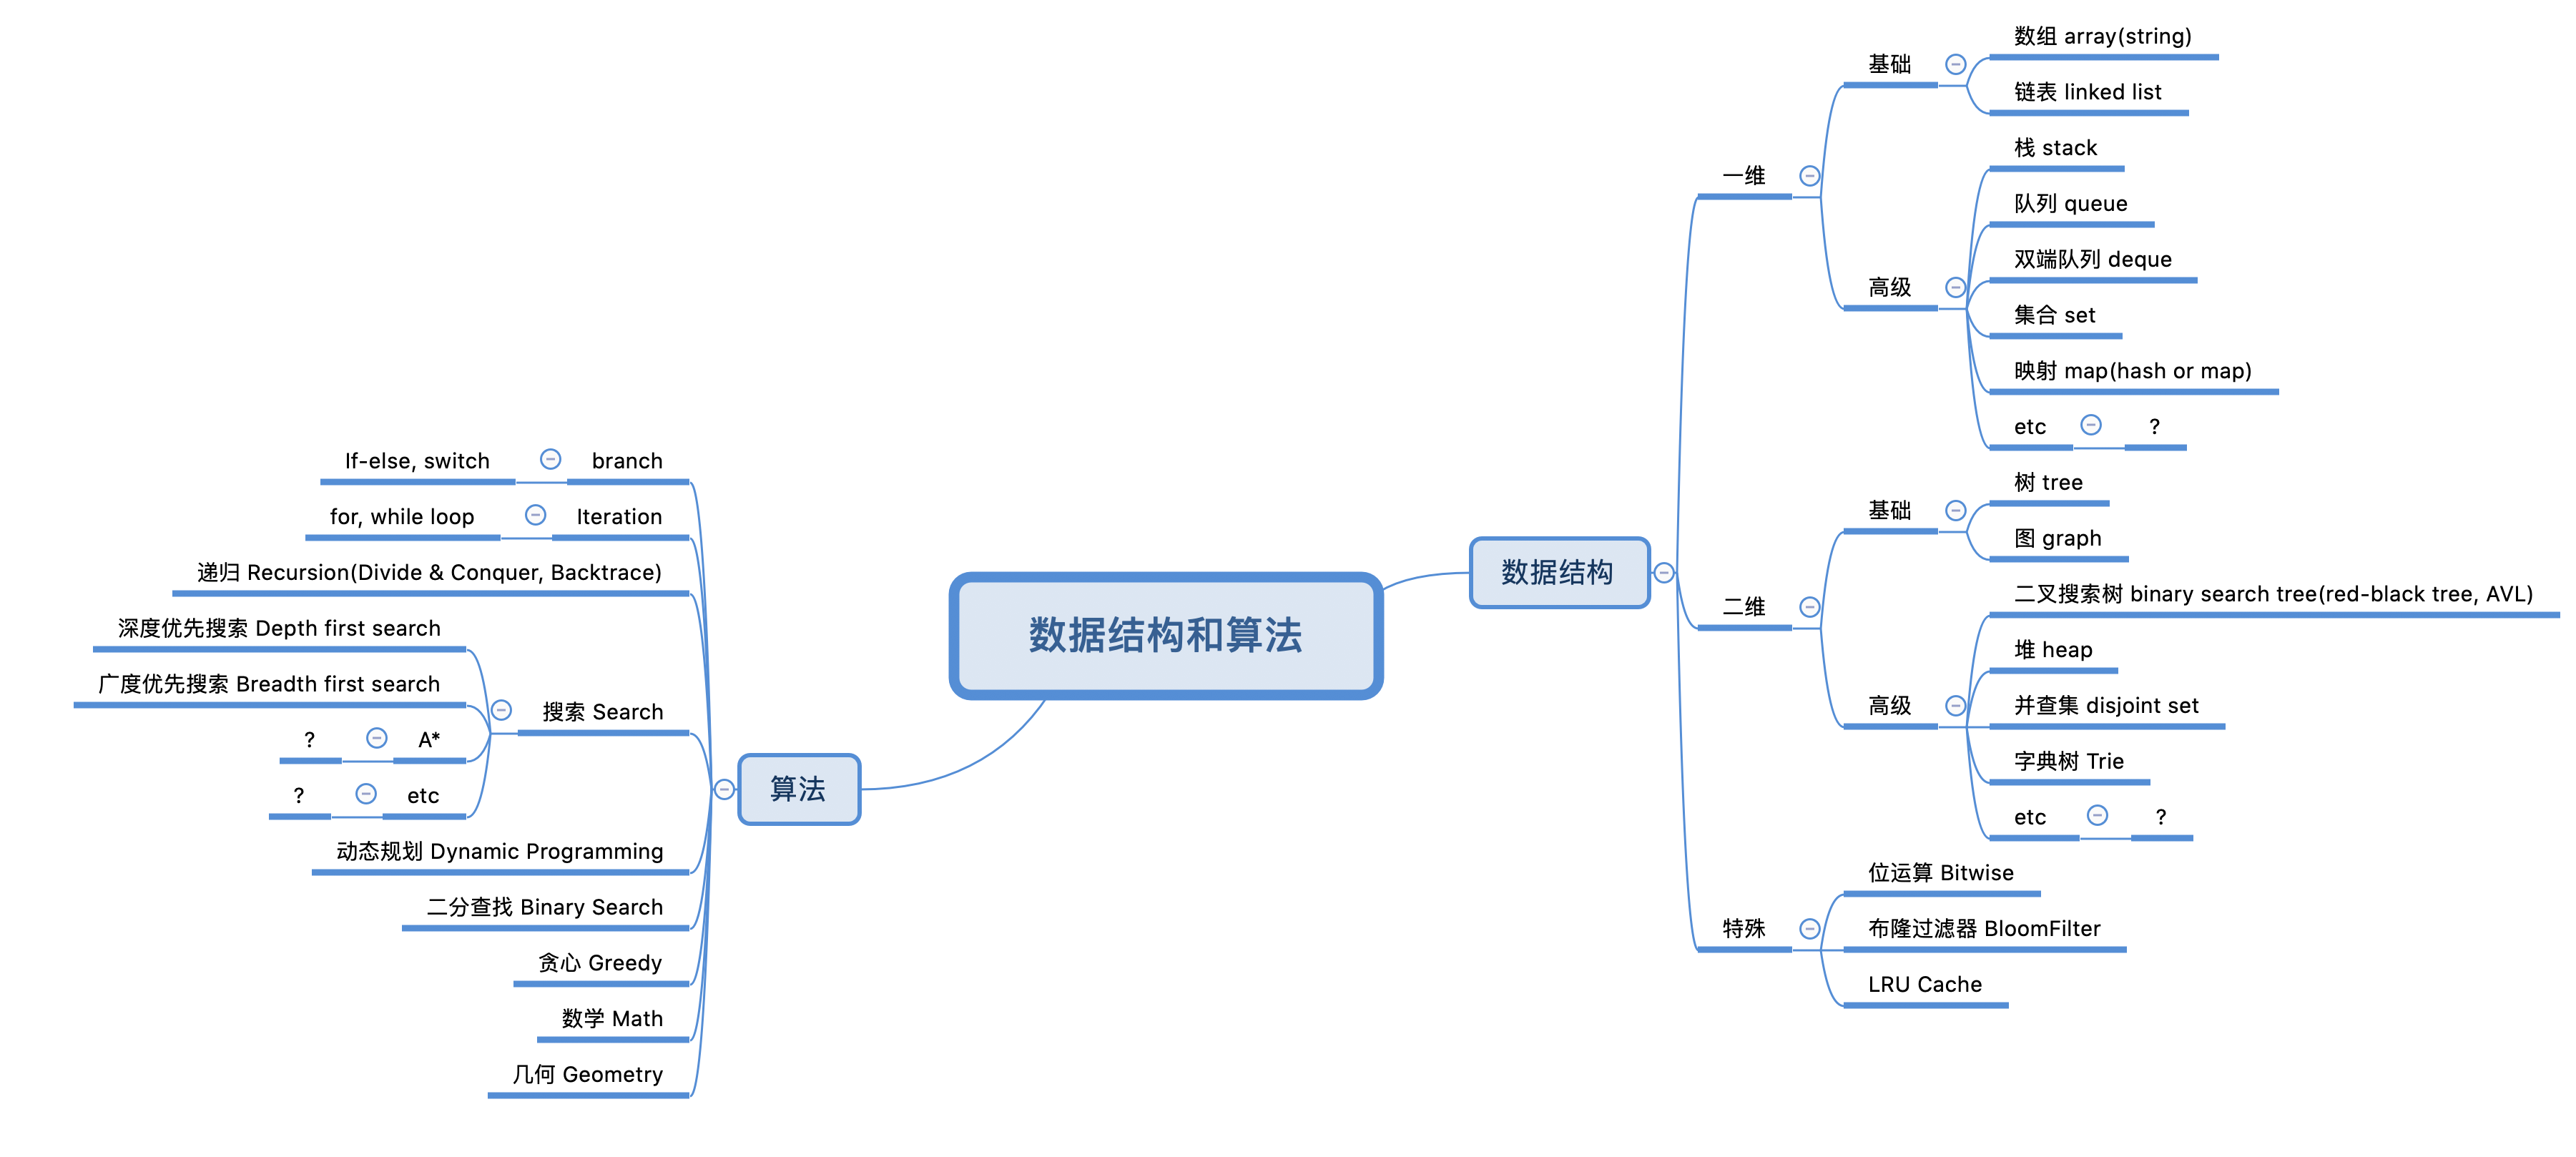 数据结构和算法
数据结构
一维
基础
数组 array(string)
链表 linked list
高级
栈 stack
队列 queue
双端队列 deque
集合 set
映射 map(hash or map)
etc
?
二维
基础
树 tree
图 graph
高级
二叉搜索树 binary search tree(red-black tree, AVL)
堆 heap
并查集 disjoint set
字典树 Trie
etc
?
特殊
位运算 Bitwise
布隆过滤器 BloomFilter
LRU Cache
算法
branch
If-else, switch
Iteration
for, while loop
递归 Recursion(Divide & Conquer, Backtrace)
搜索 Search
深度优先搜索 Depth first search
广度优先搜索 Breadth first search
A*
?
etc
?
动态规划 Dynamic Programming
二分查找 Binary Search
贪心 Greedy
数学 Math
几何 Geometry